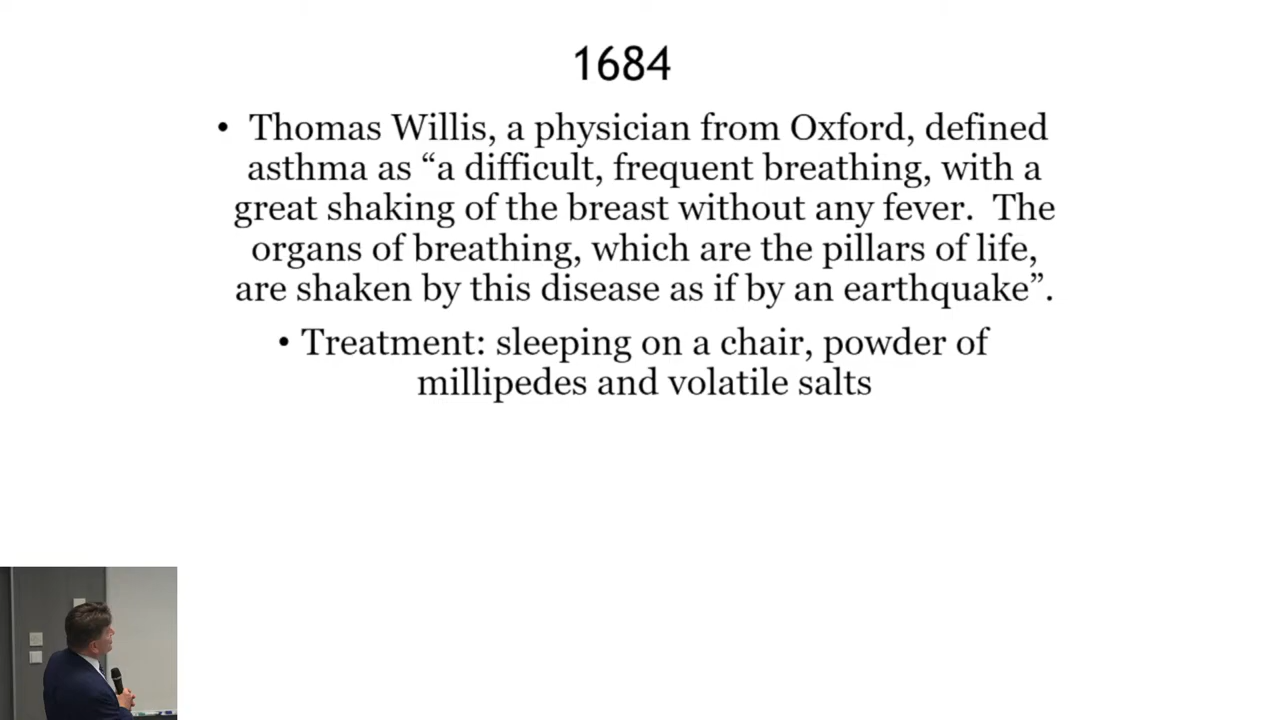 1684
• Thomas Willis, a physician from Oxford, defined
asthma as “a difficult, frequent breathing, with a
great shaking of the breast without any fever.  The
organs of breathing, which are the pillars of life,
are shaken by this disease as if by an earthquake”.
• Treatment: sleeping on a chair, powder of
millipedes and volatile salts